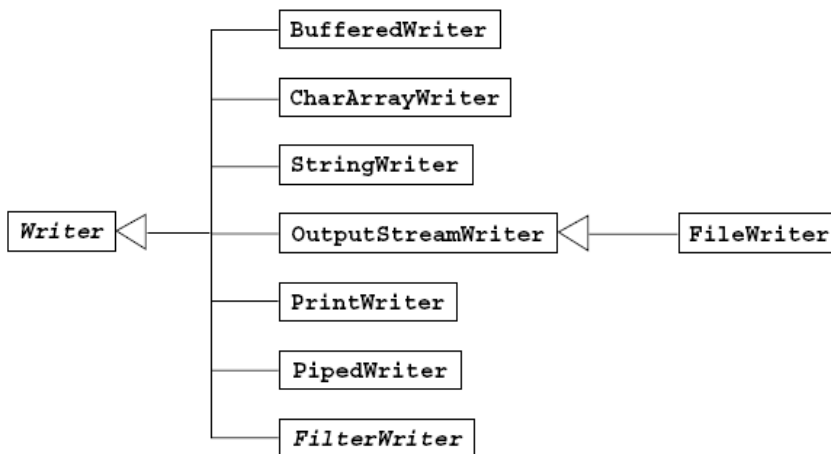 BufferedWriter
CharArrayWriter
StringWriter
Writer
OutputStreamWriter
FileWriter
PrintWriter
PipedWriter
FilterWriter